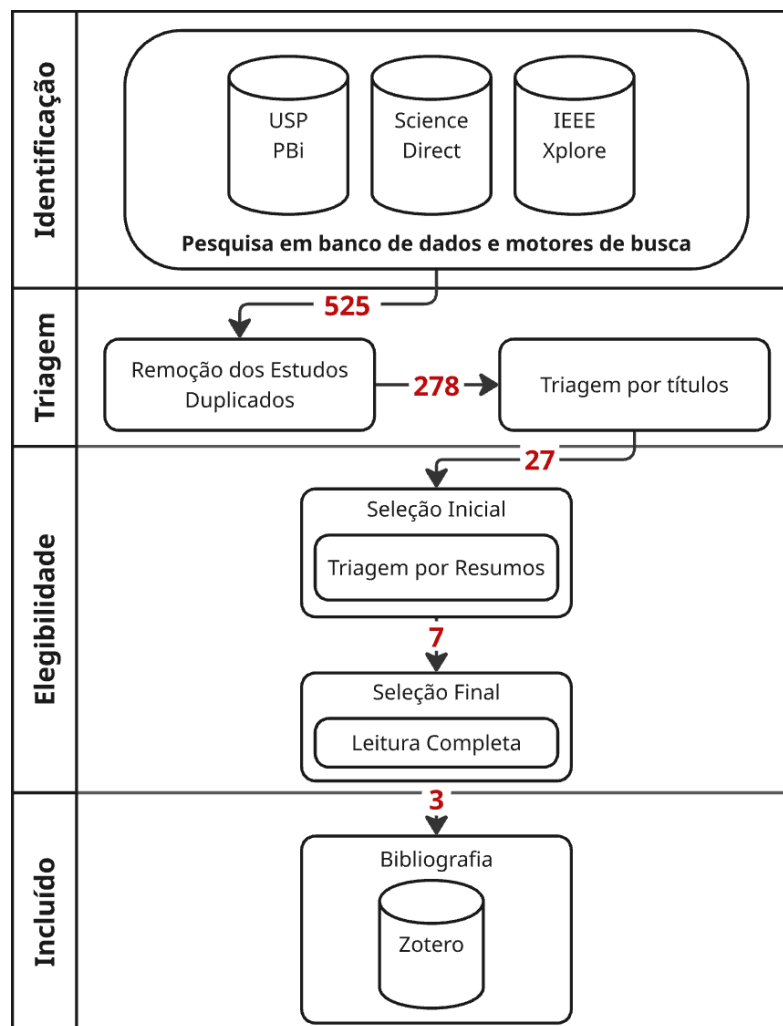 Identificação
USP
PBi
Science
Direct
IEEE
Xplore
Pesquisa em banco de dados e motores de busca
Triagem
525
Remoção dos Estudos
Duplicados
278
Triagem por títulos
Elegibilidade
27
Seleção Inicial
Triagem por Resumos
7
Seleção Final
Leitura Completa
Incluído
3
Bibliografia
Zotero